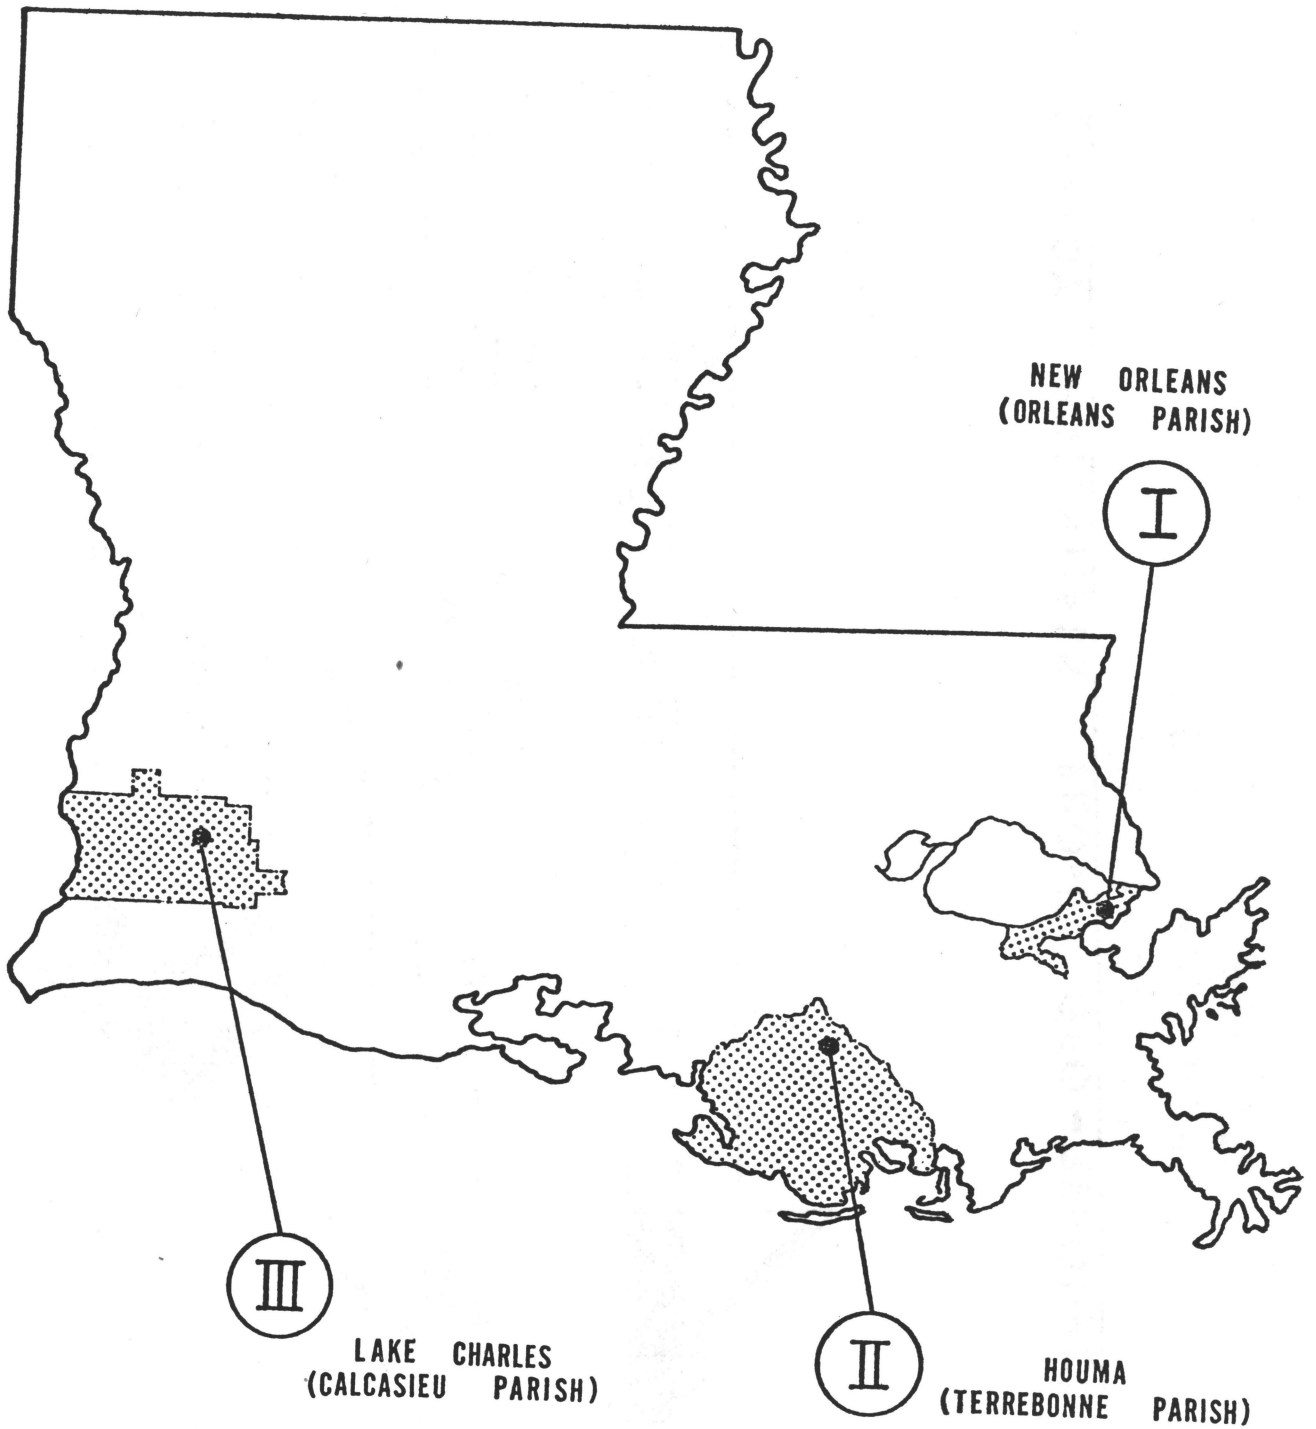 NEW ORLEANS
(ORLEANS PARISH)
I
III
LAKE CHARLES
(CALCASIEU PARISH)
II
HOUMA
(TERREBONNE PARISH)